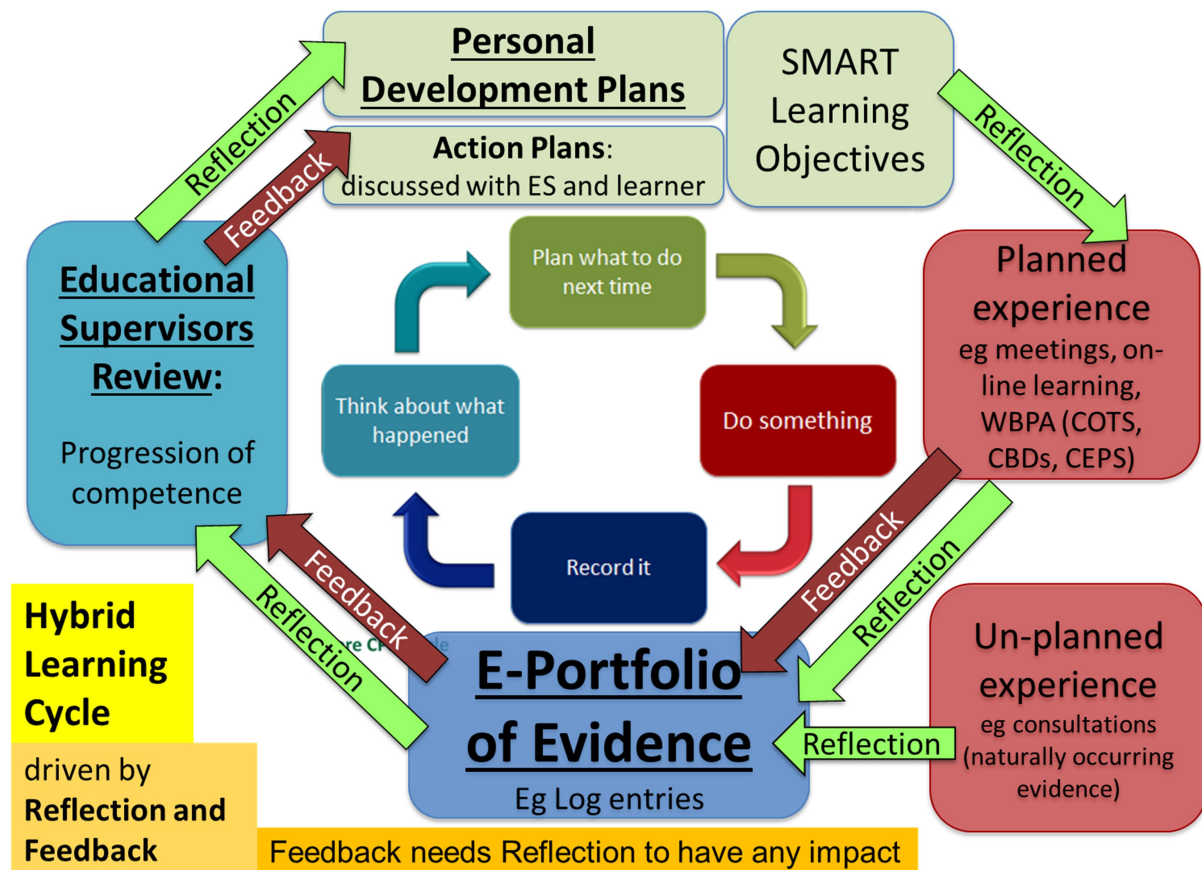 Personal
Development Plans
SMART
Learning
Objectives
Action Plans:
discussed with ES and learner
Reflection
Feedback
Reflection
Educational
Supervisors
Review:
Progression of
competence
Plan what to do
next time
Think about what
happened
Do something
Record it
Planned
experience
eg meetings, on-
line learning,
WBPA (COTS,
CBDs, CEPS)
Feedback
Reflection
Feedback
Reflection
Un-planned
experience
eg consultations
(naturally occurring
evidence)
Reflection
E-Portfolio
of Evidence
Eg Log entries
Hybrid
Learning
Cycle
driven by
Reflection and
Feedback
Feedback needs Reflection to have any impact